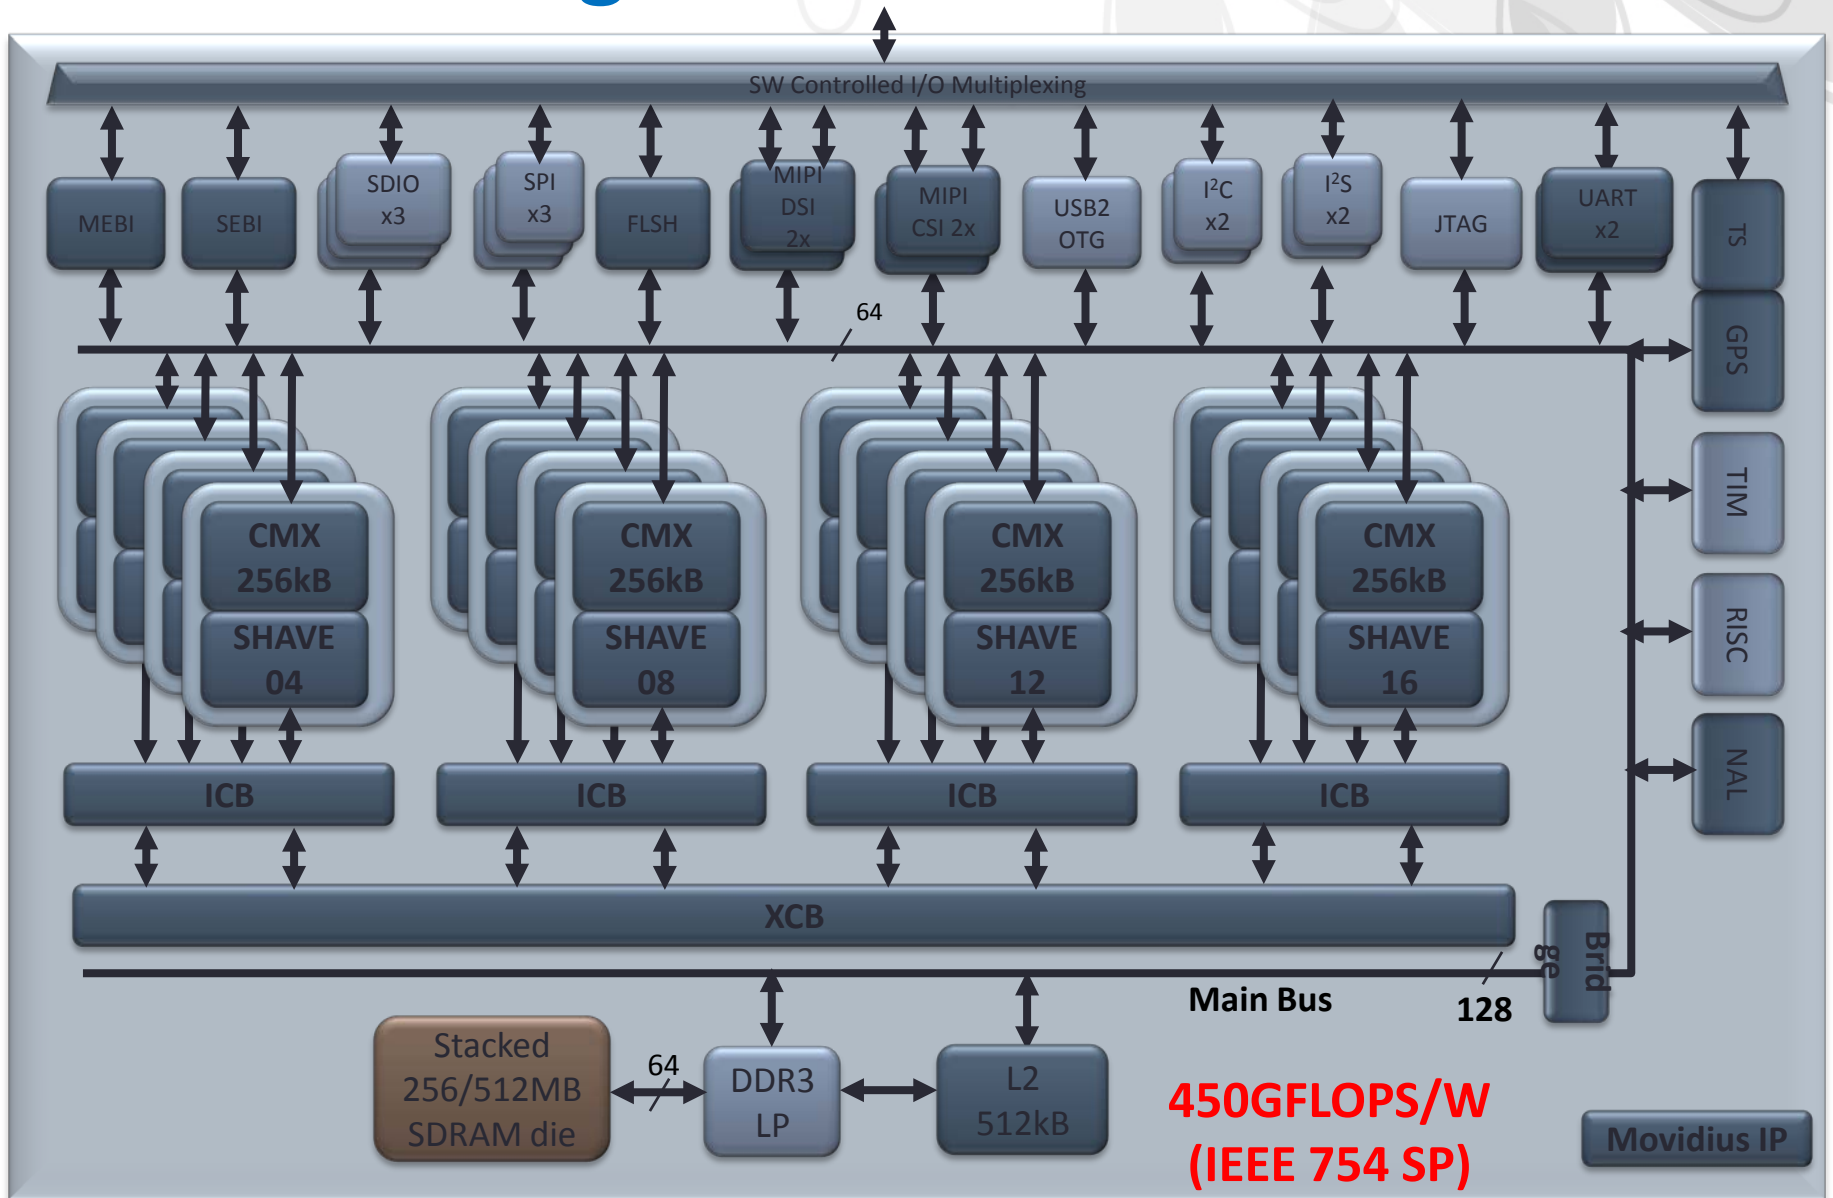 SW Controlled I/O Multiplexing
MEBI
SEBI
SDIO
x3
SPI
x3
FLSH
MIPI
DSI
2x
MIPI
CSI 2x
USB2
OTG
I²C
x2
I²S
x2
JTAG
UART
x2
TS
GPS
TIM
RISC
NAL
64
CMX
256kB
SHAVE
04
CMX
256kB
SHAVE
08
CMX
256kB
SHAVE
12
CMX
256kB
SHAVE
16
ICB
ICB
ICB
ICB
XCB
Brid
ge
Main Bus
128
Stacked
256/512MB
SDRAM die
64
DDR3
LP
L2
512kB
450GFLOPS/W
(IEEE 754 SP)
Movidius IP